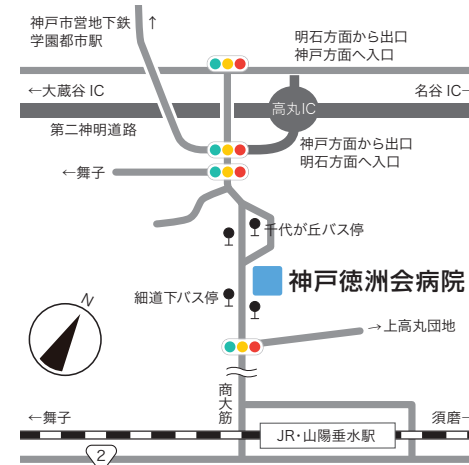 神戸市営地下鉄 ↑
学園都市駅
明石方面から出口
神戸方面へ入口
←大蔵谷 IC
名谷 IC
高丸IC
第二神明道路
神戸方面から出口
明石方面へ入口
←舞子
千代が丘バス停
神戸徳洲会病院
細道下バス停
N
→上高丸団地
商大筋
←舞子
須磨
JR・山陽垂水駅
2